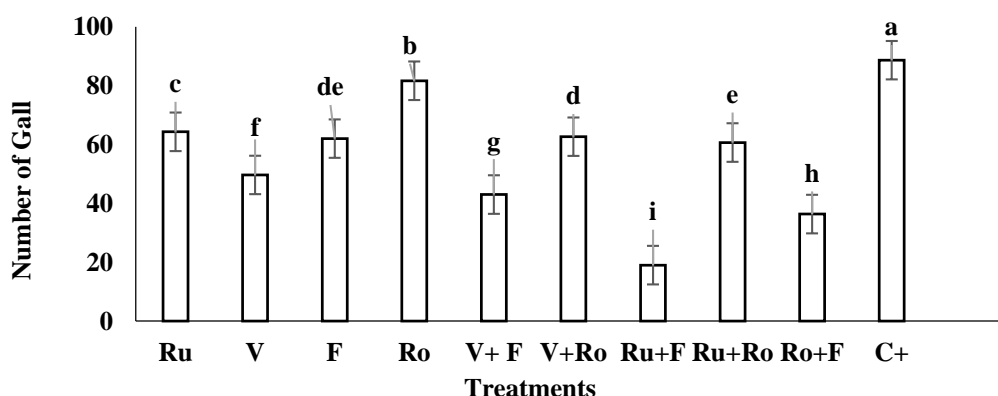 Number of Gall
100
80
60
40
20
0
c
f
de
b
g
d
i
e
h
a
Ru V F Ro V+ F V+Ro Ru+F Ru+Ro Ro+F C+
Treatments